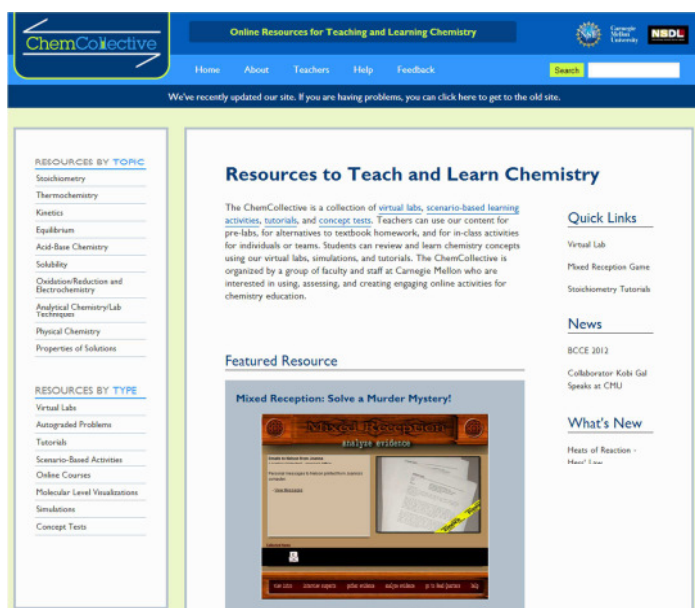 ChemCollective
Online Resources for Teaching and Learning Chemistry
Carnegie
Mellon
University
NSDL
Home About Teachers Help Feedback
Search
We've recently updated our site. If you are having problems, you can click here to get to the old site.
RESOURCES BY TOPIC
Stoichiometry
Thermochemistry
Kinetics
Equilibrium
Acid-Base Chemistry
Solubility
Oxidation/Reduction and
Electrochemistry
Analytical Chemistry/Lab
Techniques
Physical Chemistry
Properties of Solutions
RESOURCES BY TYPE
Virtual Labs
Autograded Problems
Tutorials
Scenario-Based Activities
Online Courses
Molecular Level Visualizations
Simulations
Concept Tests
Resources to Teach and Learn Chemistry
The ChemCollective is a collection of virtual labs, scenario-based learning
activities, tutorials, and concept tests. Teachers can use our content for
pre-labs, for alternatives to textbook homework, and for in-class activities
for individuals or teams. Students can review and learn chemistry concepts
using our virtual labs, simulations, and tutorials. The ChemCollective is
organized by a group of faculty and staff at Carnegie Mellon who are
interested in using, assessing, and creating engaging online activities for
chemistry education.
Featured Resource
Mixed Reception: Solve a Murder Mystery!
Mixed Reception
analyze evidence
Quick Links
Virtual Lab
Mixed Reception Game
Stoichiometry Tutorials
News
BCCE 2012
Collaborator Kobi Gal
Speaks at CMU
What's New
Heats of Reaction -
Hess' Law